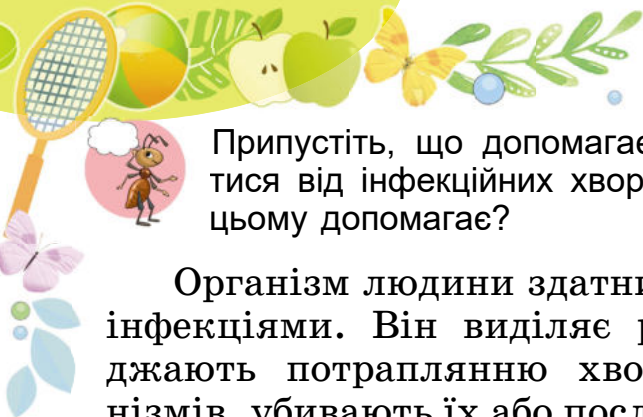 Припустіть, що допомагає
тися від інфекційних хвор
цьому допомагає?
Організм людини здатни
інфекціями. Він виділяє р
джають потраплянню хво
нізмів, убивають їх або посл